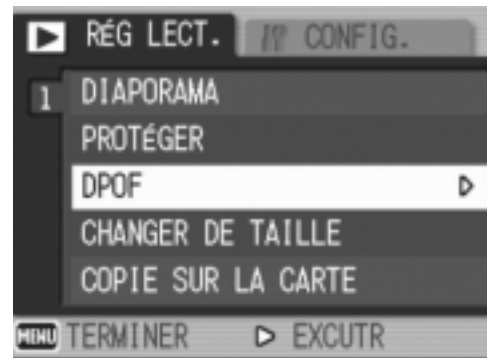 RÉG LECT. CONFIG.
1 DIAPORAMA
PROTÉGER
DPOF
CHANGER DE TAILLE
COPIE SUR LA CARTE
MENU TERMINER EXCUTR